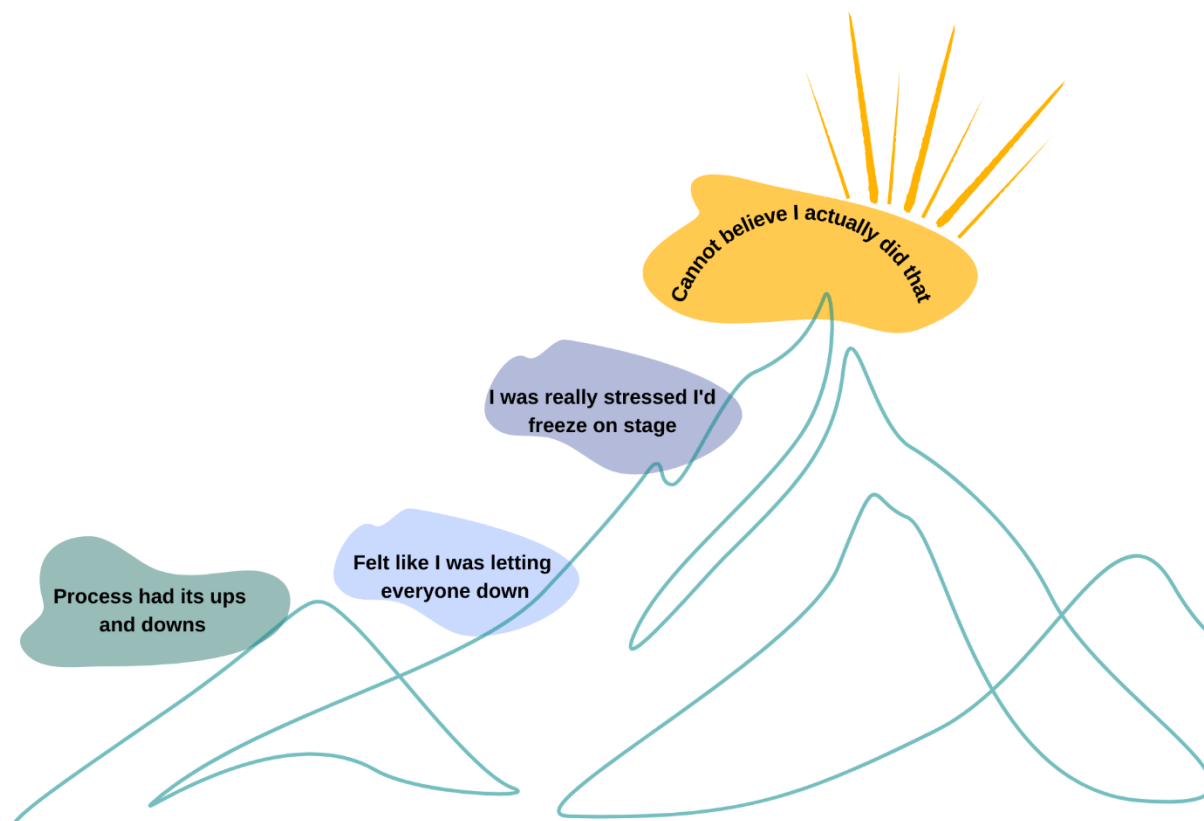 Cannot believe I actually did that
I was really stressed I'd
freeze on stage
Felt like I was letting
everyone down
Process had its ups
and downs